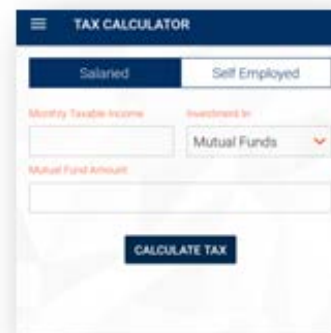 TAX CALCULATOR
Salaried Self Employed
Monthly Taxable Income Investment In
Mutual Funds
Mutual Fund Amount
CALCULATE TAX